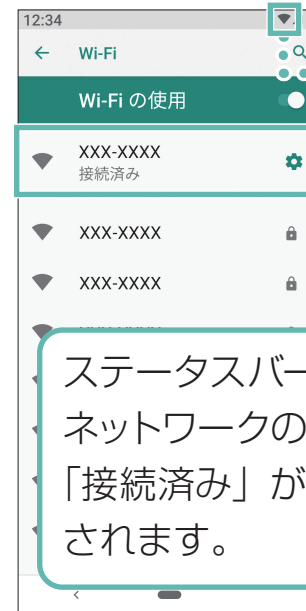 12:34
Wi-Fi
Wi-Fi の使用
XXX-XXXX
接続済み
XXX-XXXX
XXX-XXXX
ステータスバー
ネットワークの
「接続済み」が
されます。